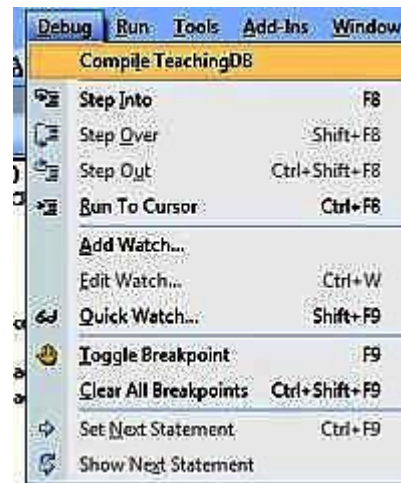 Debug Run Tools Add-Ins Window
Compile TeachingDB
Step Into F8
Step Over Shift+F8
Step Out Ctrl+Shift+F8
Run To Cursor Ctrl+F8
Add Watch...
Edit Watch... Ctrl+W
Quick Watch... Shift+F9
Toggle Breakpoint F9
Clear All Breakpoints Ctrl+Shift+F9
Set Next Statement Ctrl+F9
Show Next Statement